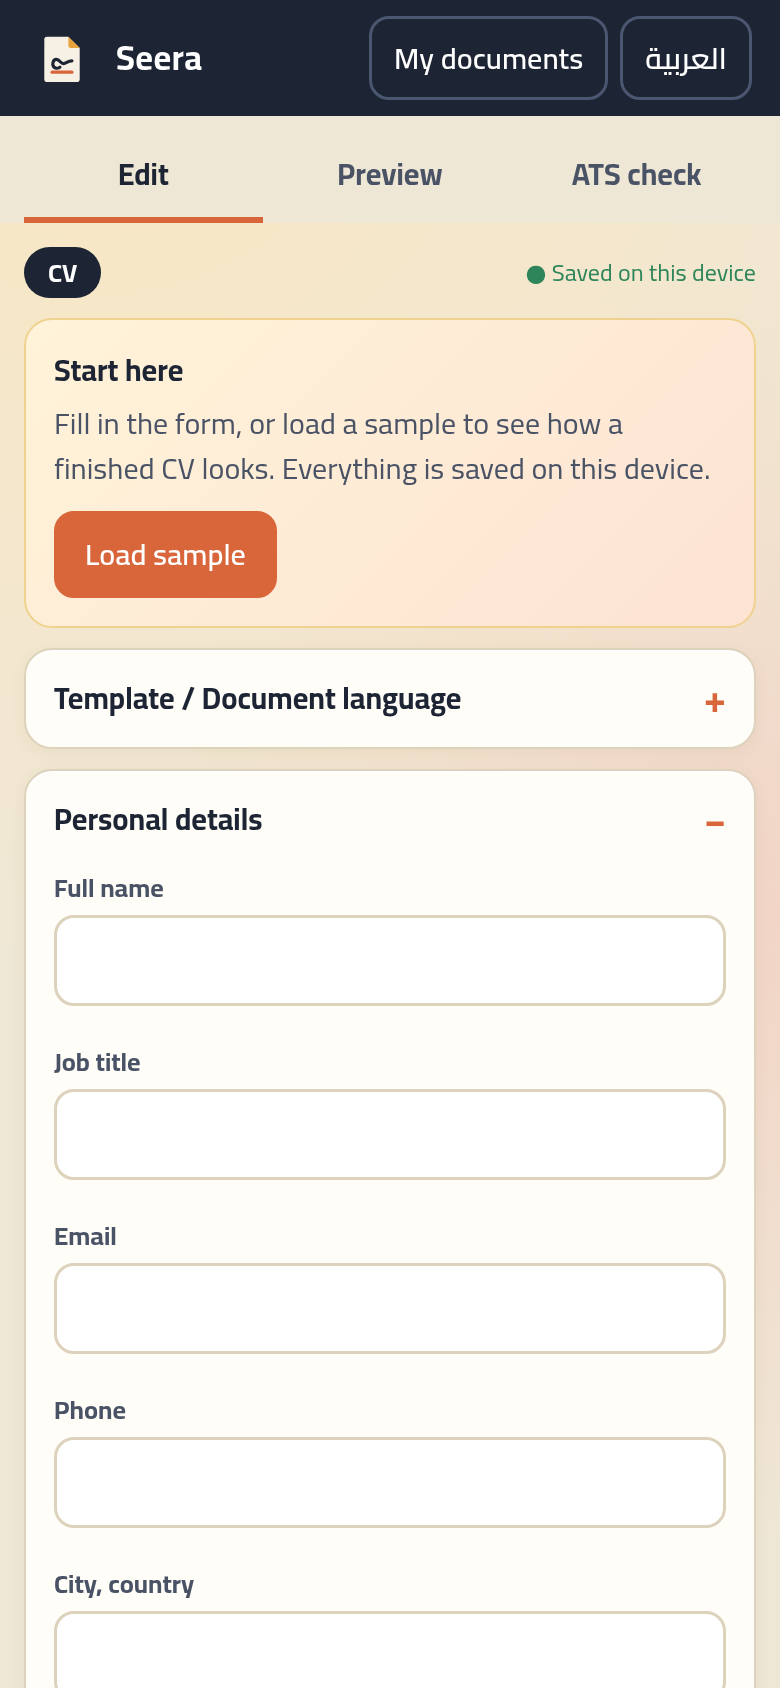 Seera
My documents
العربية
Edit
Preview
ATS check
CV
Saved on this device
Start here
Fill in the form, or load a sample to see how a
finished CV looks. Everything is saved on this device.
Load sample
Template / Document language
+
Personal details
–
Full name
Job title
Email
Phone
City, country